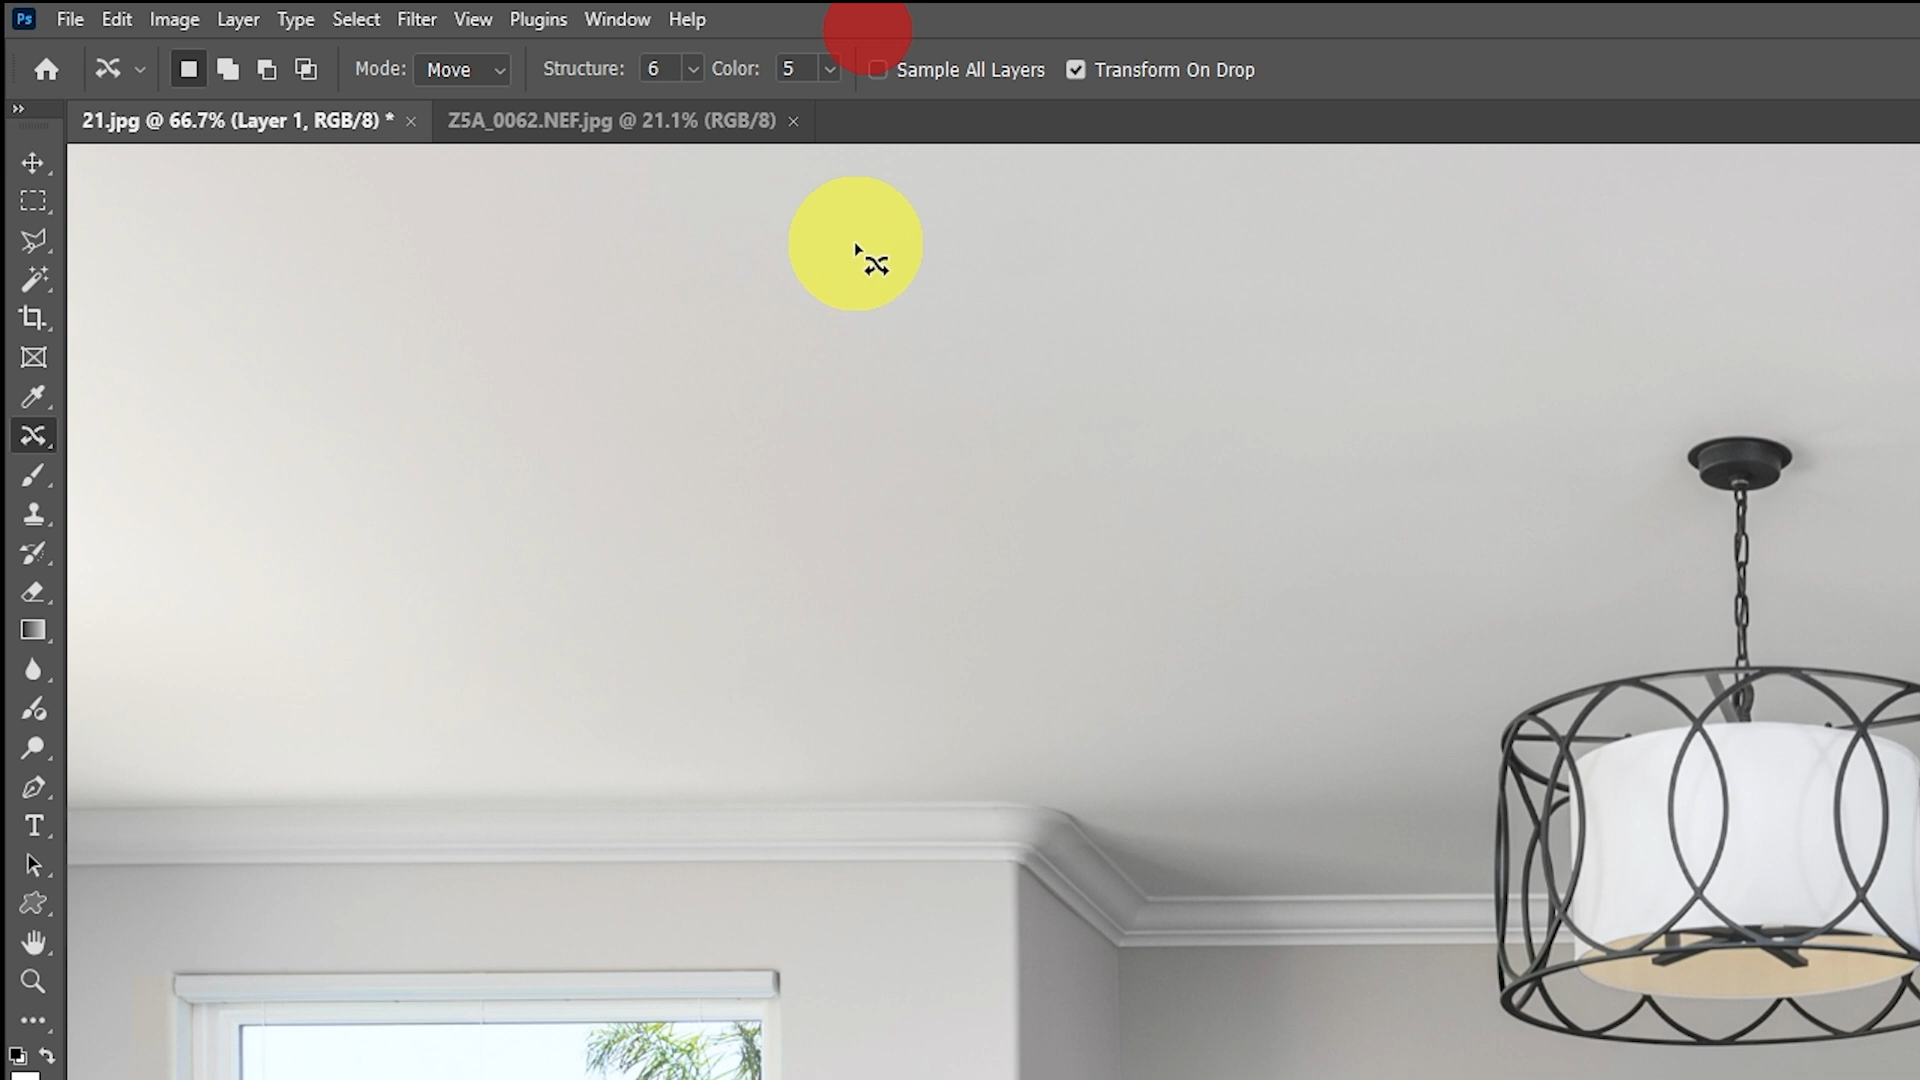 Ps File Edit Image Layer Type Select Filter View Plugins Window Help
Mode: Move Structure: 6 Color: 5 Sample All Layers Transform On Drop
21.jpg @ 66.7% (Layer 1, RGB/8) * × Z5A_0062.NEF.jpg @ 21.1% (RGB/8) ×